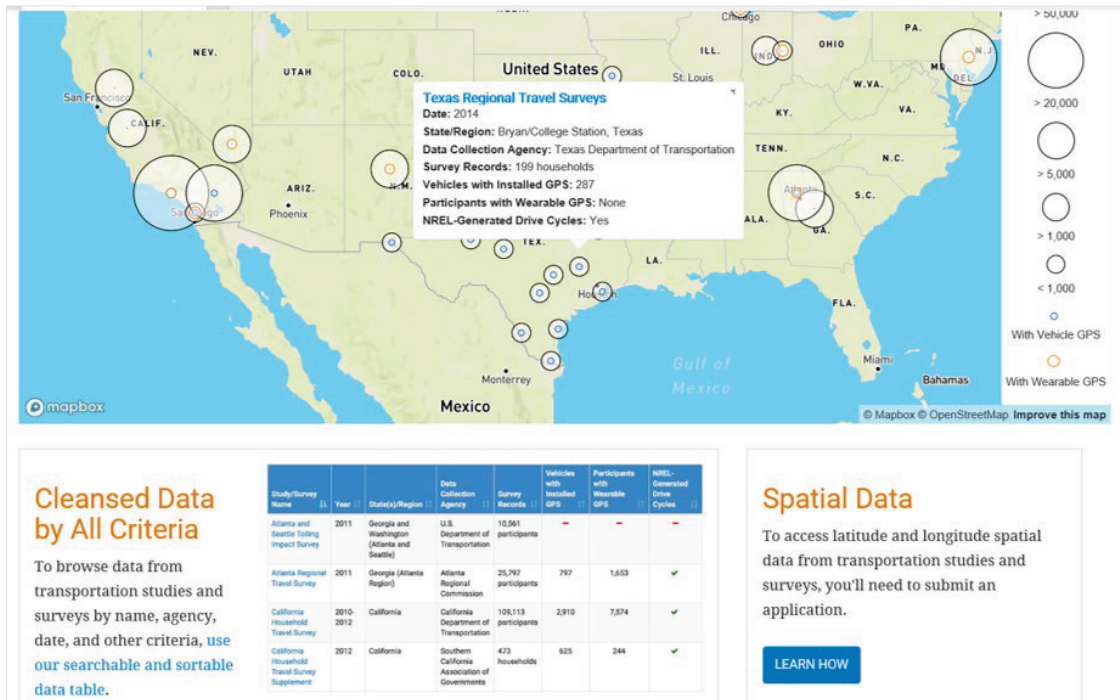 Chicago
PA.
> 50,000
NEV.
ILL.
IND.
OHIO
N.J.
UTAH
COLO.
United States
St. Louis
MD.
DEL.
W.VA.
San Francisco
CALIF.
KY.
VA.
> 20,000
Texas Regional Travel Surveys
Date: 2014
State/Region: Bryan/College Station, Texas
Data Collection Agency: Texas Department of Transportation
Survey Records: 199 households
Vehicles with Installed GPS: 287
Participants with Wearable GPS: None
NREL-Generated Drive Cycles: Yes
TENN.
N.C.
> 5,000
ARIZ.
N.M.
Atlanta
S.C.
San Diego
Phoenix
ALA.
GA.
> 1,000
TEX.
LA.
Houston
< 1,000
FLA.
With Vehicle GPS
Gulf of
Mexico
Miami
Monterrey
Bahamas
With Wearable GPS
Mexico
mapbox
© Mapbox © OpenStreetMap Improve this map
Cleansed Data
by All Criteria
To browse data from
transportation studies and
surveys by name, agency,
date, and other criteria, use
our searchable and sortable
data table.
Study/Survey Name Year State(s)/Region Data Collection Agency Survey Records Vehicles with Installed GPS Participants with Wearable GPS NREL-Generated Drive Cycles
Atlanta and Seattle Tolling Impact Survey 2011 Georgia and Washington (Atlanta and Seattle) U.S. Department of Transportation 10,561 participants – – –
Atlanta Regional Travel Survey 2011 Georgia (Atlanta Region) Atlanta Regional Commission 25,797 participants 797 1,653 ✔
California Household Travel Survey 2010-2012 California California Department of Transportation 109,113 participants 2,910 7,574 ✔
California Household Travel Survey Supplement 2012 California Southern California Association of Governments 473 households 625 244 ✔
Spatial Data
To access latitude and longitude spatial
data from transportation studies and
surveys, you'll need to submit an
application.
LEARN HOW